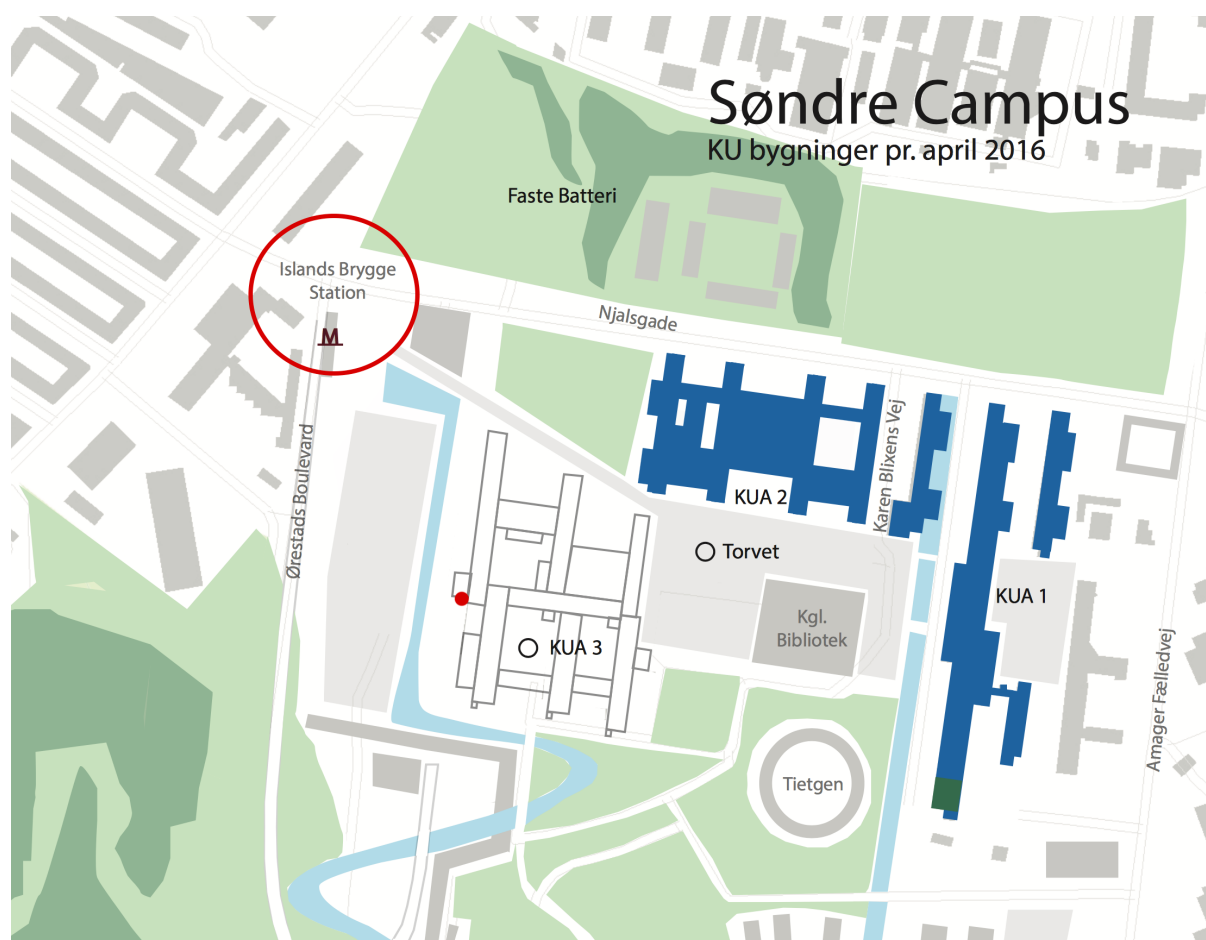 Søndre Campus
KU bygninger pr. april 2016
Faste Batteri
Islands Brygge
Station
M
Njalsgade
Karen Blixens Vej
Ørestads Boulevard
KUA 2
Torvet
KUA 1
Kgl.
Bibliotek
KUA 3
Amager Fælledvej
Tietgen